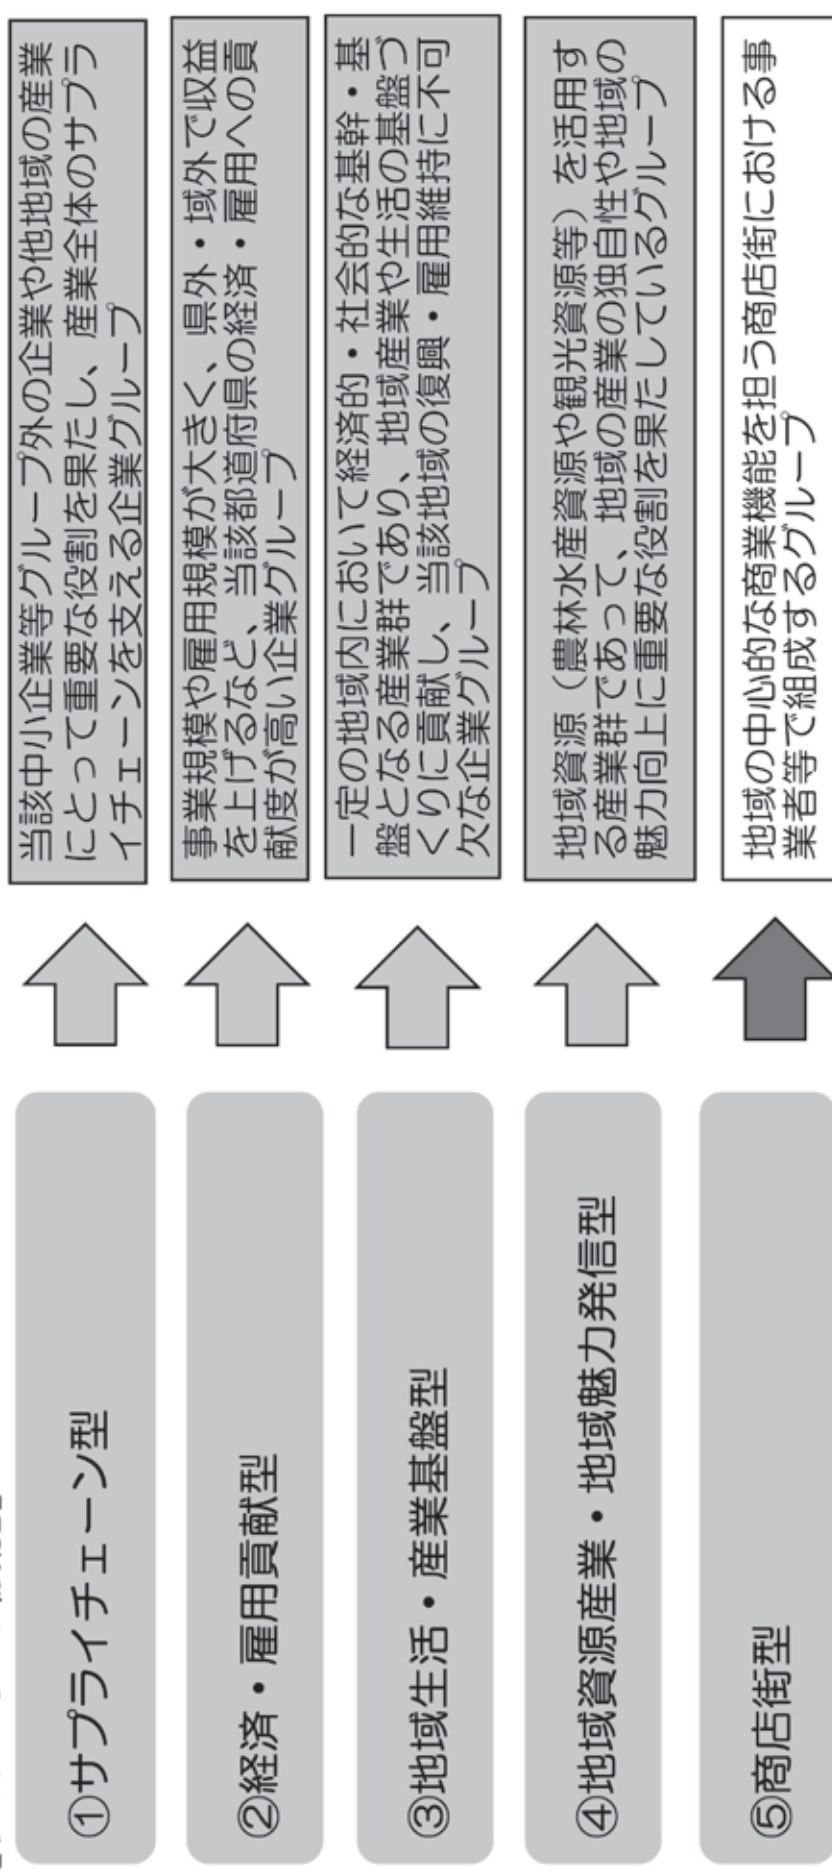 ①サプライチェーン型
当該中小企業等グループ外の企業や他地域の産業
にとって重要な役割を果たし、産業全体のサプラ
イチェーンを支える企業グループ
②経済・雇用貢献型
事業規模や雇用規模が大きく、県外・域外で収益
を上げるなど、当該都道府県の経済・雇用への貢
献度が高い企業グループ
③地域生活・産業基盤型
一定の地域内において経済的・社会的な基幹・基
盤となる産業群であり、地域産業や生活の基盤づ
くりに貢献し、当該地域の復興・雇用維持に不可
欠な企業グループ
④地域資源産業・地域魅力発信型
地域資源（農林水産資源や観光資源等）を活用す
る産業群であって、地域の産業の独自性や地域の
魅力向上に重要な役割を果たしているグループ
⑤商店街型
地域の中心的な商業機能を担う商店街における事
業者等で組成するグループ